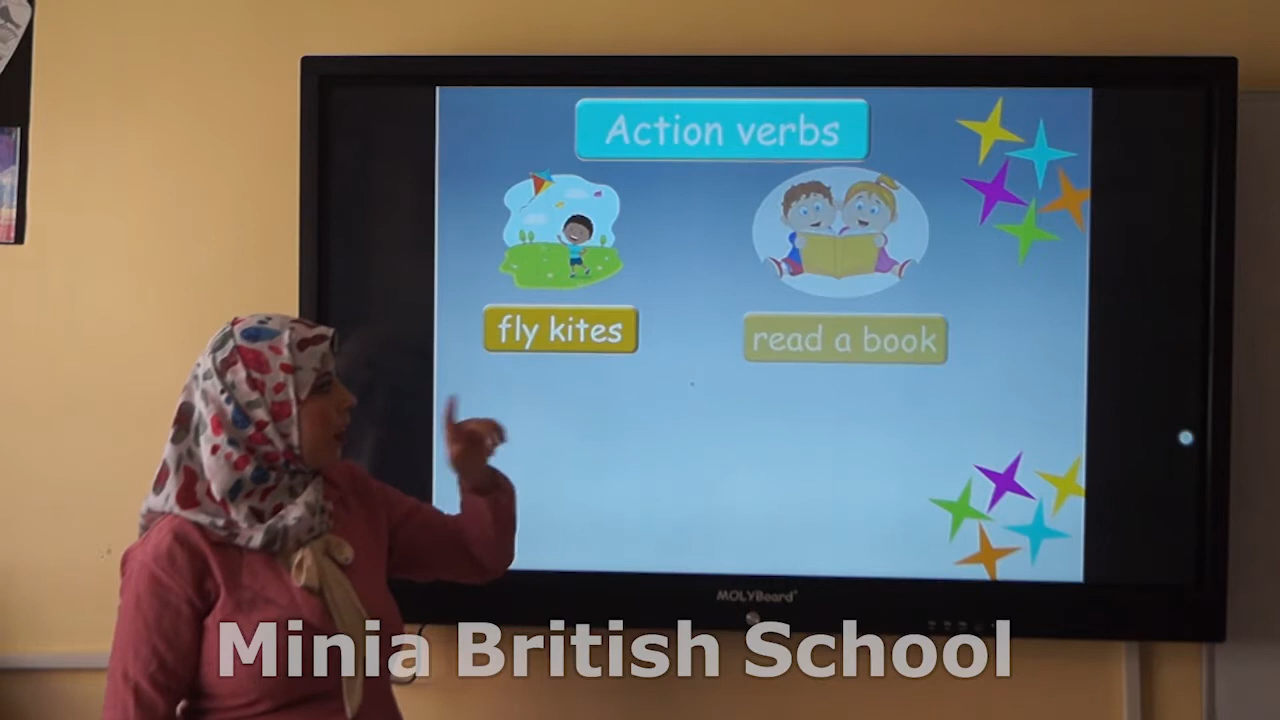 Action verbs
fly kites
read a book
MOLYBoard
Minia British School